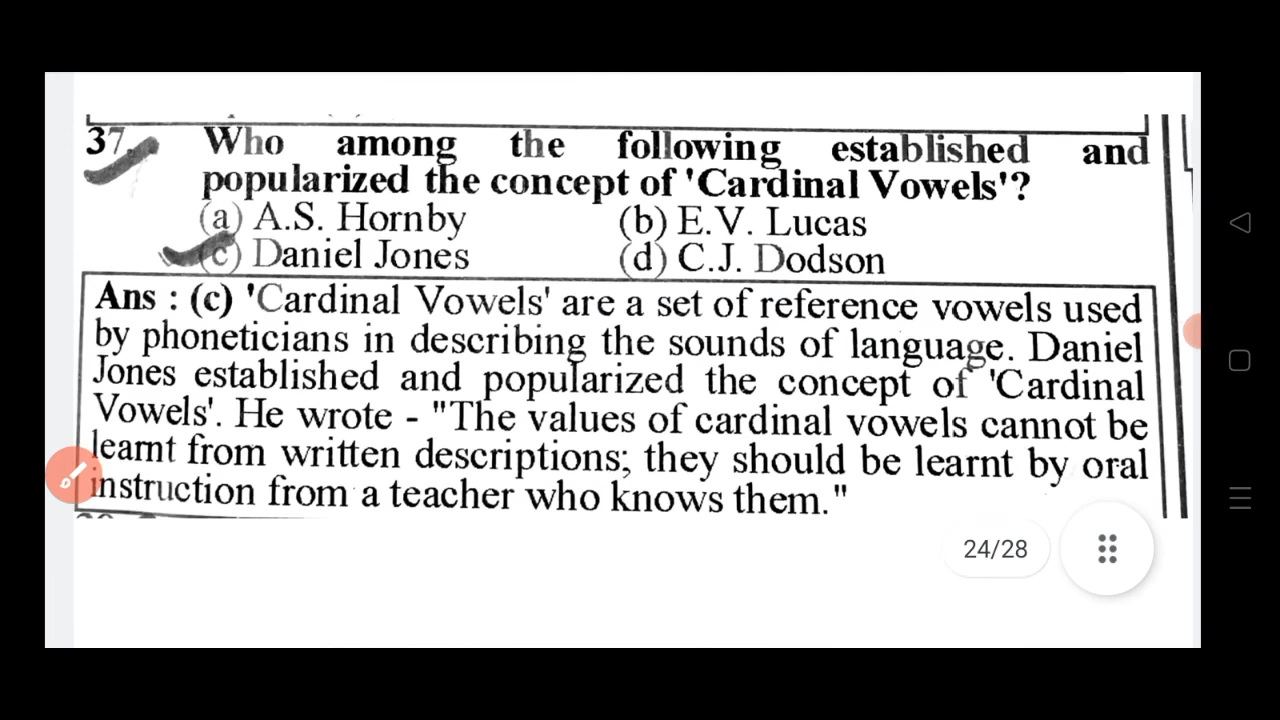 37. Who among the following established and
popularized the concept of 'Cardinal Vowels'?
(a) A.S. Hornby (b) E.V. Lucas
(c) Daniel Jones (d) C.J. Dodson
Ans : (c) 'Cardinal Vowels' are a set of reference vowels used
by phoneticians in describing the sounds of language. Daniel
Jones established and popularized the concept of 'Cardinal
Vowels'. He wrote - "The values of cardinal vowels cannot be
learnt from written descriptions; they should be learnt by oral
instruction from a teacher who knows them."
24/28